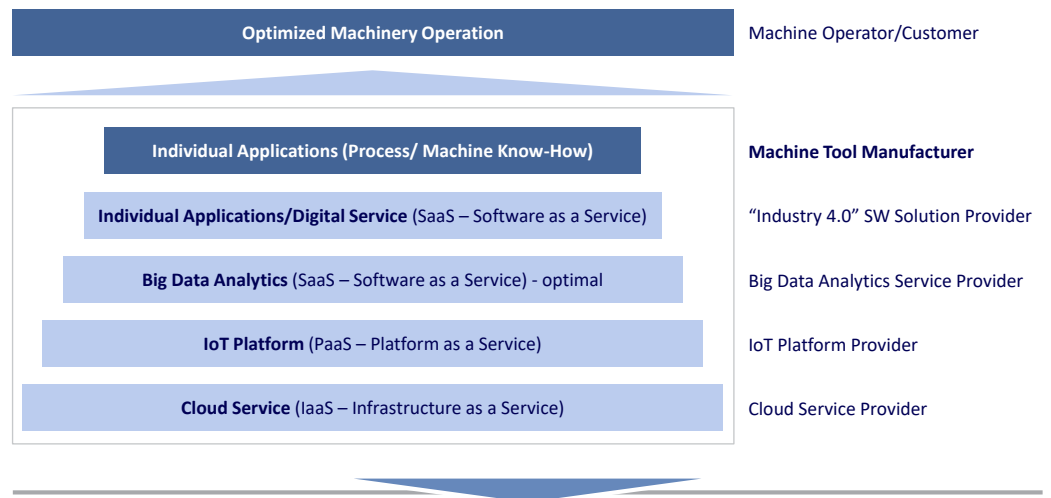 Optimized Machinery Operation
Machine Operator/Customer
Individual Applications (Process/ Machine Know-How)
Machine Tool Manufacturer
Individual Applications/Digital Service (SaaS – Software as a Service)
“Industry 4.0” SW Solution Provider
Big Data Analytics (SaaS – Software as a Service) - optimal
Big Data Analytics Service Provider
IoT Platform (PaaS – Platform as a Service)
IoT Platform Provider
Cloud Service (IaaS – Infrastructure as a Service)
Cloud Service Provider